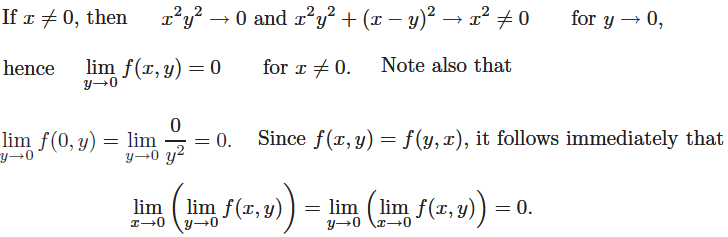 If x ≠ 0, then x²y² → 0 and x²y² + (x − y)² → x² ≠ 0 for y → 0,
hence lim_{y→0} f(x, y) = 0 for x ≠ 0. Note also that
lim_{y→0} f(0, y) = lim_{y→0} 0/y² = 0. Since f(x, y) = f(y, x), it follows immediately that
lim_{x→0} (lim_{y→0} f(x, y)) = lim_{y→0} (lim_{x→0} f(x, y)) = 0.